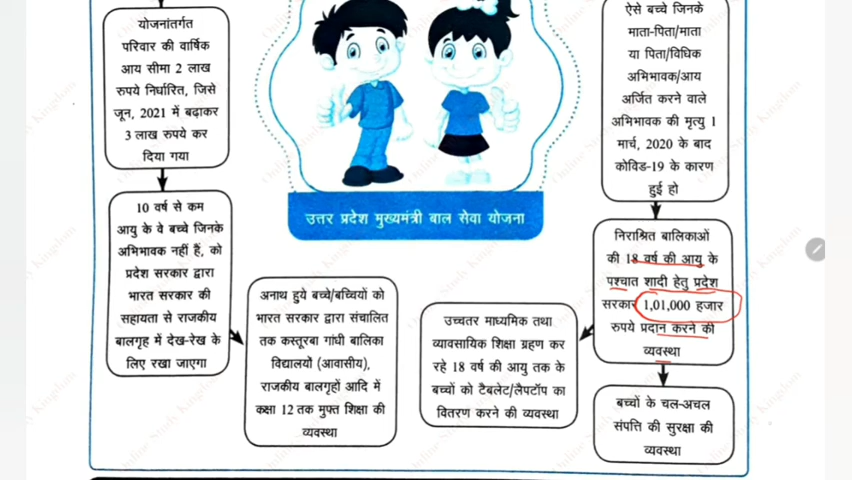 योजनांतर्गत
परिवार की वार्षिक
आय सीमा 2 लाख
रुपये निर्धारित, जिसे
जून, 2021 में बढ़ाकर
3 लाख रुपये कर
दिया गया
10 वर्ष से कम
आयु के वे बच्चे जिनके
अभिभावक नहीं हैं, को
प्रदेश सरकार द्वारा
भारत सरकार की
सहायता से राजकीय
बालगृह में देख-रेख के
लिए रखा जाएगा
उत्तर प्रदेश मुख्यमंत्री बाल सेवा योजना
अनाथ हुये बच्चे/बच्चियों को
भारत सरकार द्वारा संचालित
तक कस्तूरबा गांधी बालिका
विद्यालयों (आवासीय),
राजकीय बालगृहों आदि में
कक्षा 12 तक मुफ्त शिक्षा की
व्यवस्था
उच्चतर माध्यमिक तथा
व्यावसायिक शिक्षा ग्रहण कर
रहे 18 वर्ष की आयु तक के
बच्चों को टैबलेट/लैपटॉप का
वितरण करने की व्यवस्था
ऐसे बच्चे जिनके
माता-पिता/माता
या पिता/विधिक
अभिभावक/आय
अर्जित करने वाले
अभिभावक की मृत्यु 1
मार्च, 2020 के बाद
कोविड-19 के कारण
हुई हो
निराश्रित बालिकाओं
की 18 वर्ष की आयु के
पश्चात शादी हेतु प्रदेश
सरकार 1,01,000 हजार
रुपये प्रदान करने की
व्यवस्था
बच्चों के चल-अचल
संपत्ति की सुरक्षा की
व्यवस्था
Online Study Kingdom